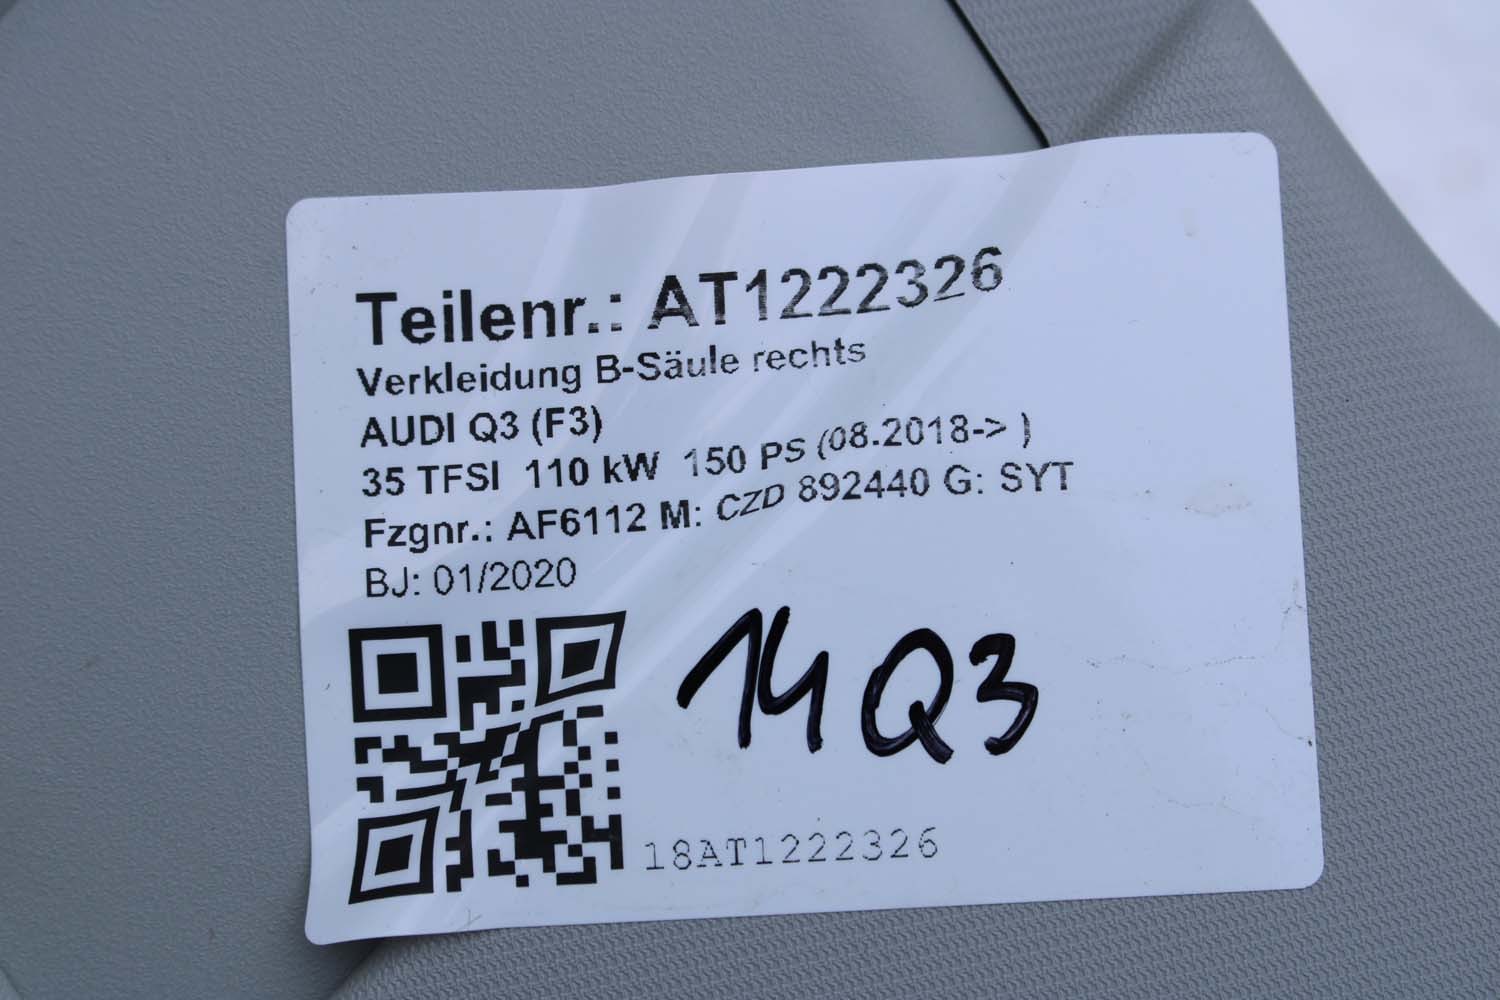 Teilenr.: AT1222326
Verkleidung B-Säule rechts
AUDI Q3 (F3)
35 TFSI 110 kW 150 PS (08.2018-> )
Fzgnr.: AF6112 M: CZD 892440 G: SYT
BJ: 01/2020
14 Q3
18AT1222326